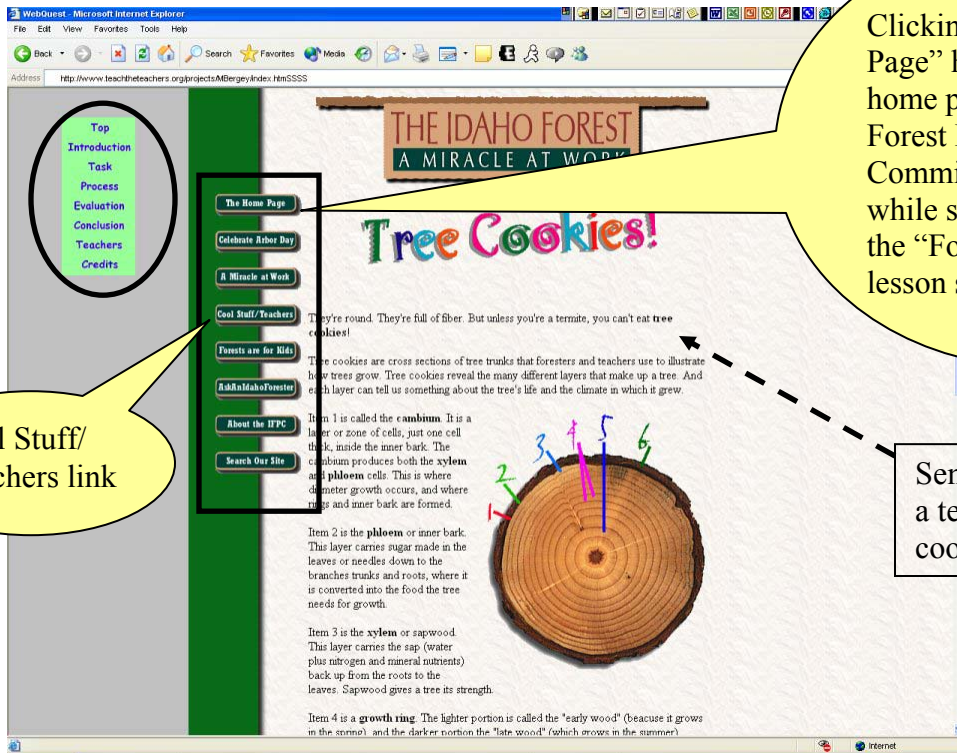 WebQuest - Microsoft Internet Explorer
File Edit View Favorites Tools Help
Back Search Favorites Media
Address http://www.teachtheteachers.org/projects/MBergey/index.htmSSSS
Top
Introduction
Task
Process
Evaluation
Conclusion
Teachers
Credits
THE IDAHO FOREST
A MIRACLE AT WORK
Tree Cookies!
The Home Page
Celebrate Arbor Day
A Miracle at Work
Cool Stuff/Teachers
Forests are for Kids
AskAnIdahoForester
About the IFPC
Search Our Site
They're round. They're full of fiber. But unless you're a termite, you can't eat tree
cookies!
Tree cookies are cross sections of tree trunks that foresters and teachers use to illustrate
how trees grow. Tree cookies reveal the many different layers that make up a tree. And
each layer can tell us something about the tree's life and the climate in which it grew.
Item 1 is called the cambium. It is a
layer or zone of cells, just one cell
thick, inside the inner bark. The
cambium produces both the xylem
and phloem cells. This is where
diameter growth occurs, and where
rings and inner bark are formed.
Item 2 is the phloem or inner bark.
This layer carries sugar made in the
leaves or needles down to the
branches trunks and roots, where it
is converted into the food the tree
needs for growth.
Item 3 is the xylem or sapwood.
This layer carries the sap (water
plus nitrogen and mineral nutrients)
back up from the roots to the
leaves. Sapwood gives a tree its strength.
Item 4 is a growth ring. The lighter portion is called the "early wood" (beacuse it grows
in the spring), and the darker portion the "late wood" (which grows in the summer)
1 2 3 4 5 6
Clickin
Page” h
home p
Forest
Commi
while s
the “Fo
lesson s
l Stuff/
chers link
Sen
a te
coo
Internet